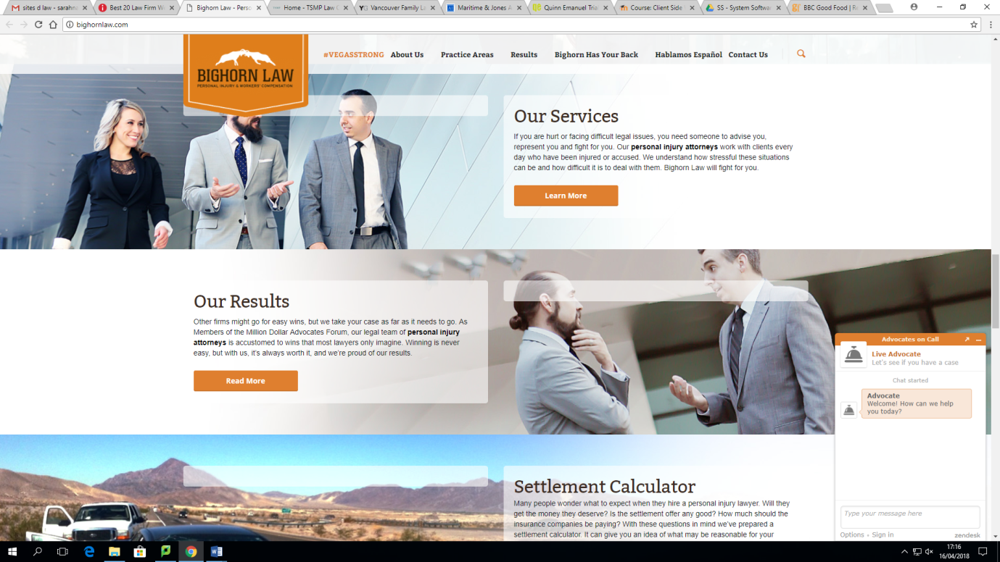 sites d law - sarahn
Best 20 Law Firm W
Bighorn Law - Perso
Home - TSMP Law C
Vancouver Family L
Maritime & Jones A
Quinn Emanuel Tria
Course: Client Side
SS - System Softwa
BBC Good Food | Re
bighornlaw.com
BIGHORN LAW
PERSONAL INJURY & WORKERS' COMPENSATION
#VEGASSTRONG About Us Practice Areas Results Bighorn Has Your Back Hablamos Español Contact Us
Our Services
If you are hurt or facing difficult legal issues, you need someone to advise you,
represent you and fight for you. Our personal injury attorneys work with clients every
day who have been injured or accused. We understand how stressful these situations
can be and how difficult it is to deal with them. Bighorn Law will fight for you.
Learn More
Our Results
Other firms might go for easy wins, but we take your case as far as it needs to go. As
Members of the Million Dollar Advocates Forum, our legal team of personal injury
attorneys is accustomed to wins that most lawyers only imagine. Winning is never
easy, but with us, it's always worth it, and we're proud of our results.
Read More
Settlement Calculator
Many people wonder what to expect when they hire a personal injury lawyer. Will they
get the money they deserve? Is the settlement offer any good? How much should the
insurance companies be paying? With these questions in mind we've prepared a
settlement calculator. It can give you an idea of what may be reasonable for your
Advocates on Call
Live Advocate
Let's see if you have a case
Chat started
Advocate
Welcome! How can we help
you today?
Type your message here
Options • Sign in zendesk
17:16
16/04/2018